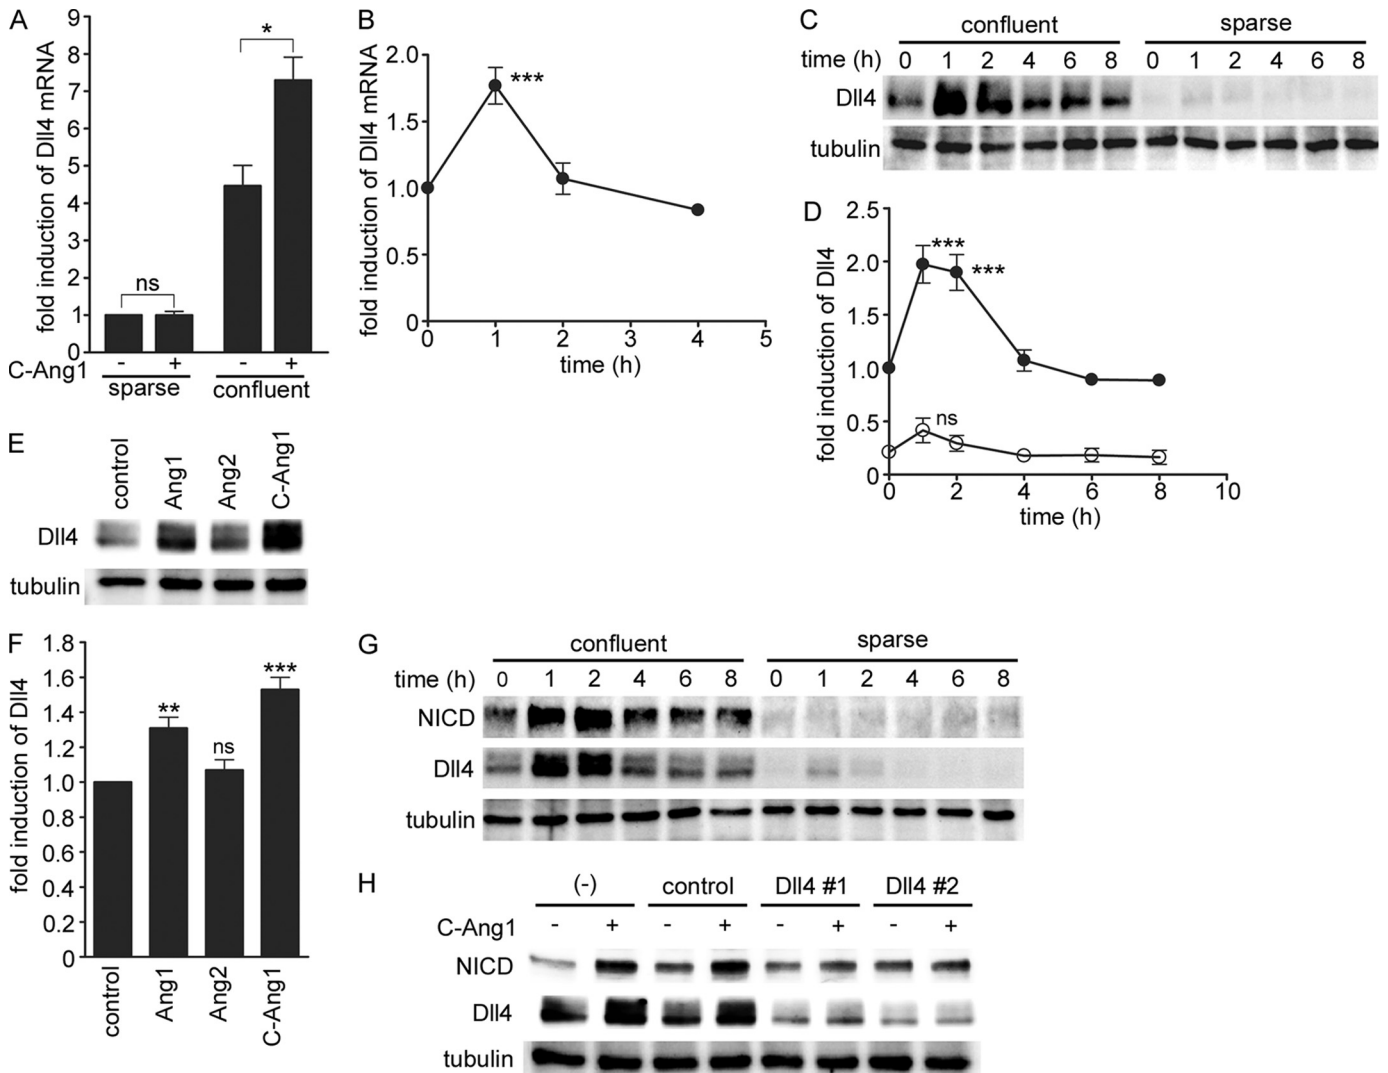 A
fold induction of Dll4 mRNA
9
8
7
6
5
4
3
2
1
0
ns
*
C-Ang1 - + - +
sparse confluent
B
fold induction of Dll4 mRNA
2.0
1.5
1.0
0.5
0
***
0 1 2 3 4 5
time (h)
C
confluent sparse
time (h) 0 1 2 4 6 8 0 1 2 4 6 8
Dll4
tubulin
D
fold induction of Dll4
2.5
2.0
1.5
1.0
0.5
0
***
***
ns
0 2 4 6 8 10
time (h)
E
control Ang1 Ang2 C-Ang1
Dll4
tubulin
F
fold induction of Dll4
1.8
1.6
1.4
1.2
1.0
0.8
0.6
0.4
0.2
0
**
ns
***
control Ang1 Ang2 C-Ang1
G
confluent sparse
time (h) 0 1 2 4 6 8 0 1 2 4 6 8
NICD
Dll4
tubulin
H
(-) control Dll4 #1 Dll4 #2
C-Ang1 - + - + - + - +
NICD
Dll4
tubulin